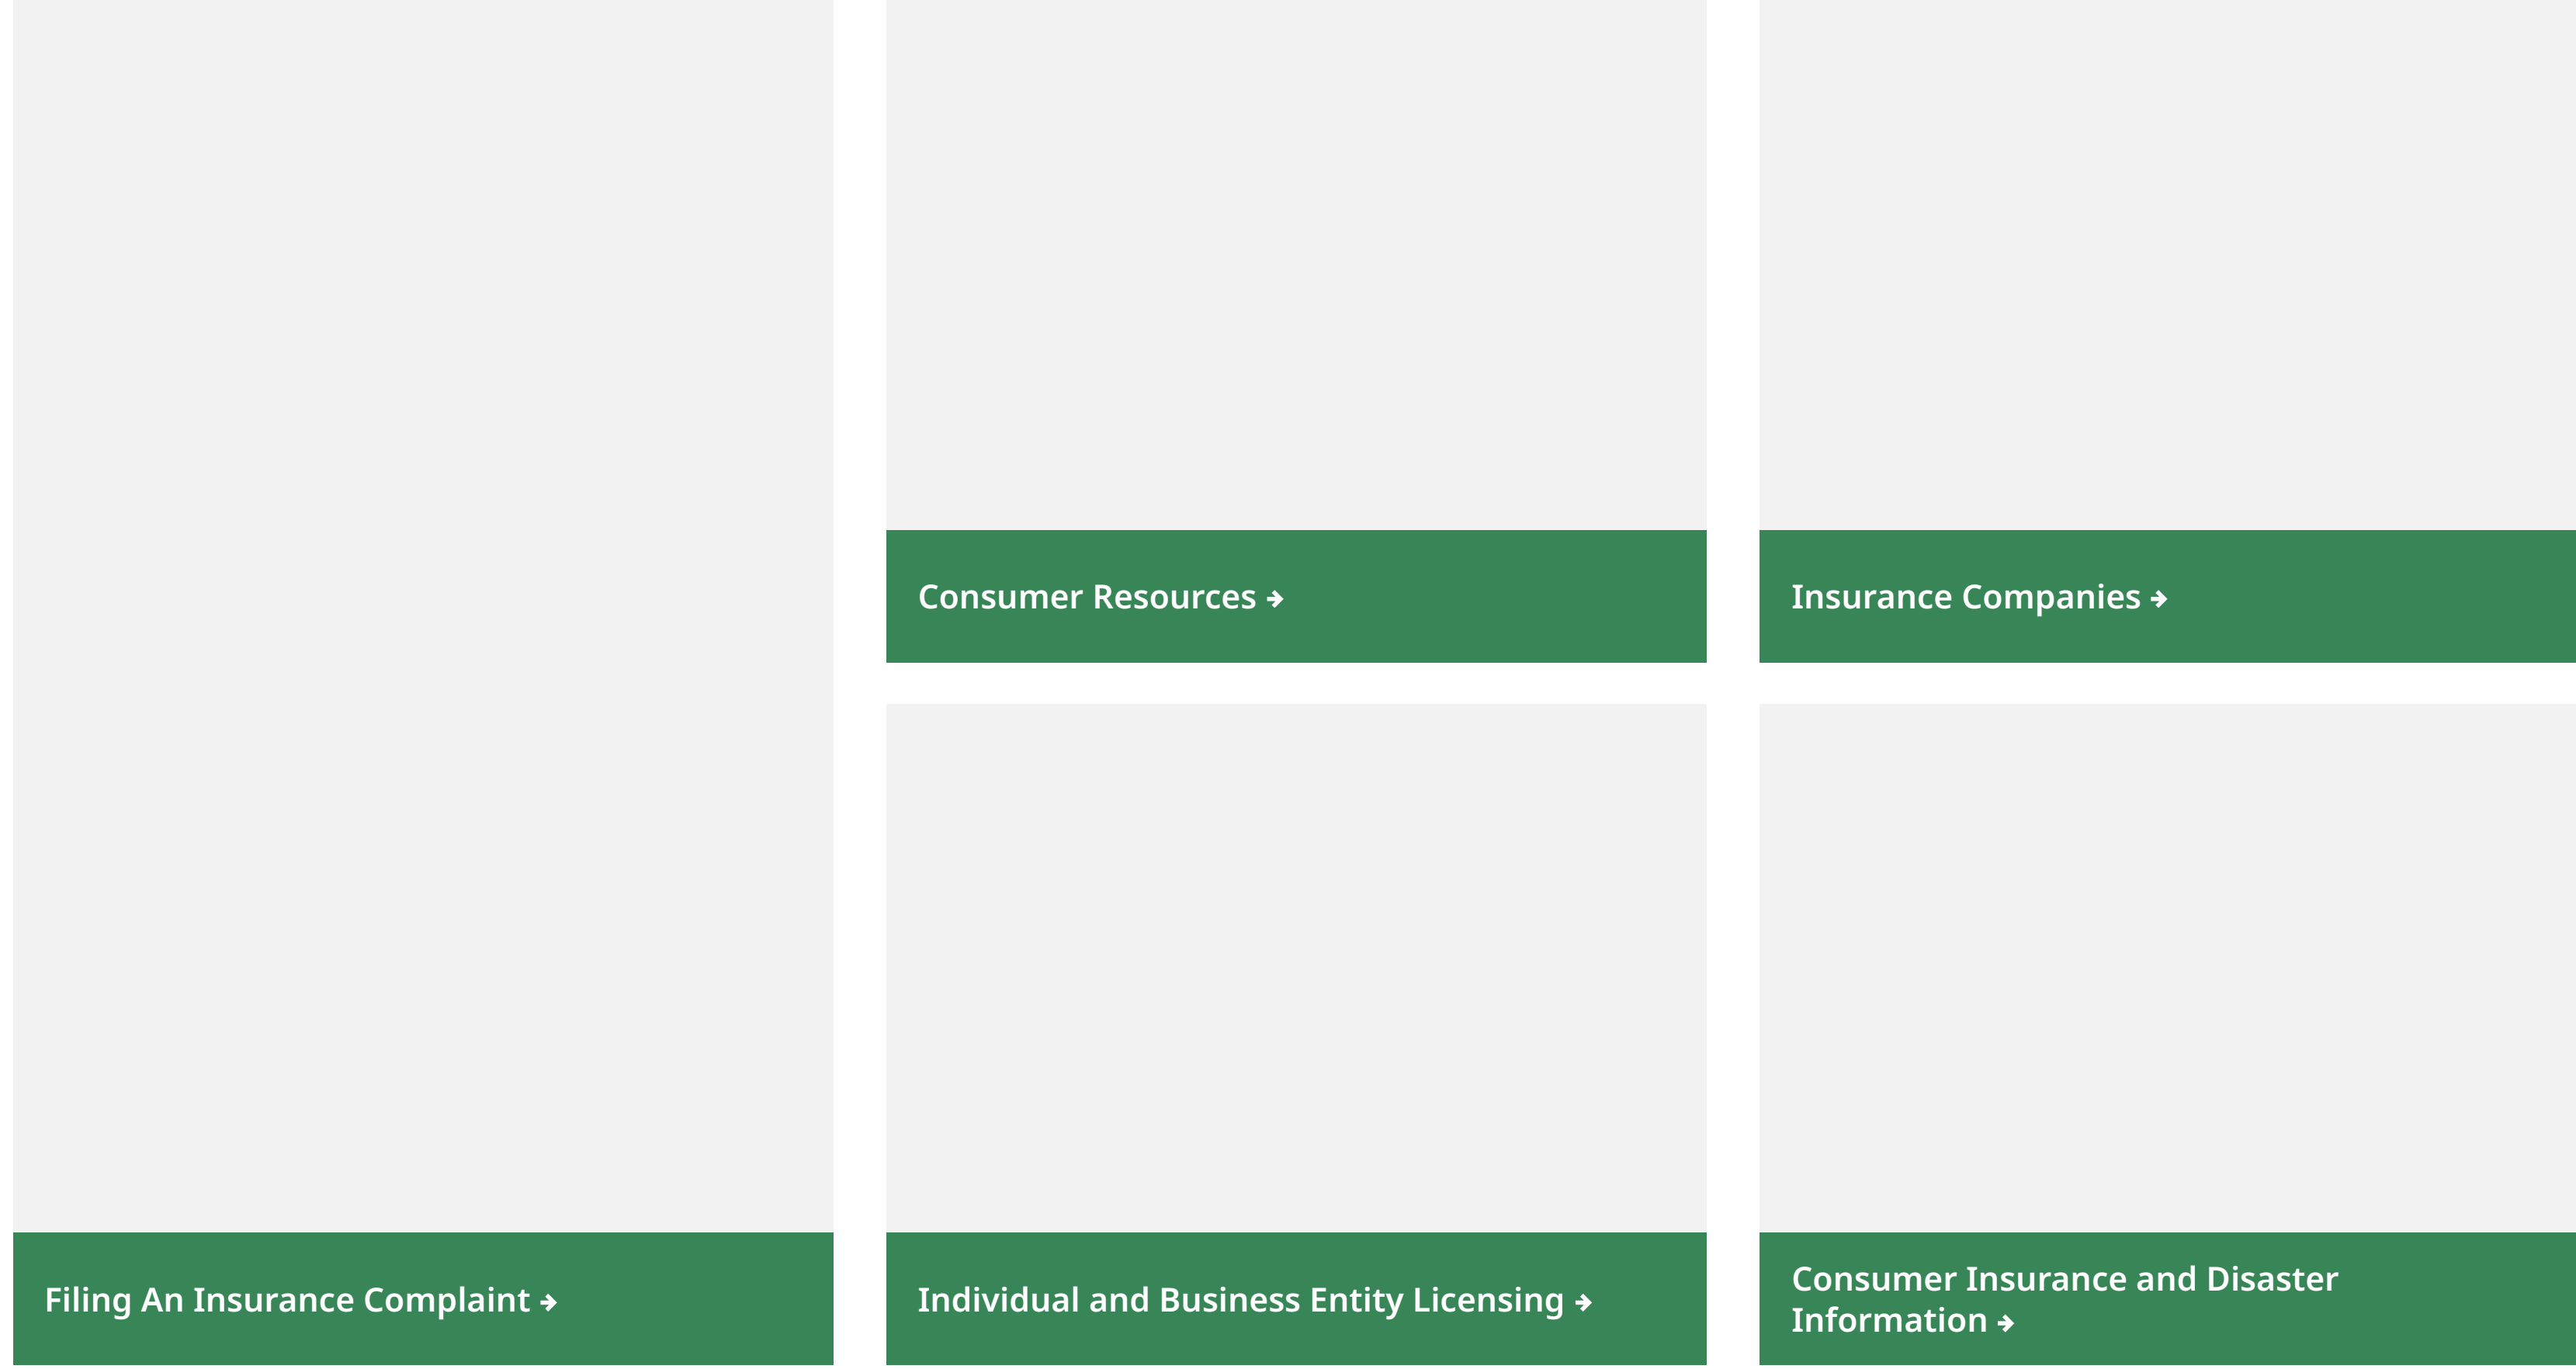 Consumer Resources →
Insurance Companies →
Filing An Insurance Complaint →
Individual and Business Entity Licensing →
Consumer Insurance and Disaster
Information →